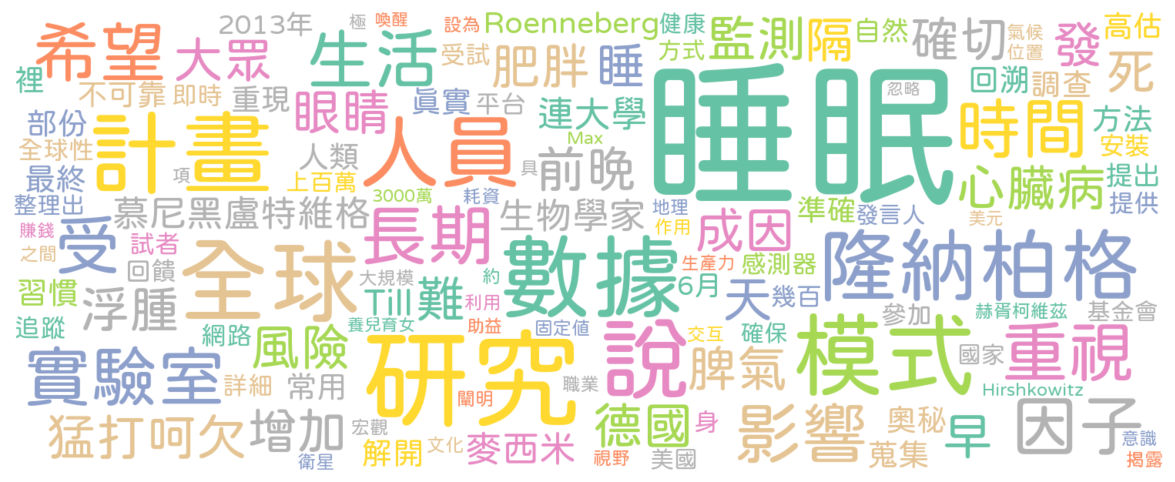 2013年 極 喚醒 設為 Roenneberg 健康 自然 氣候 高估
希望 大眾 生活 受試 肥胖 睡 方式 監測 隔 確切 位置 發
裡 不可靠 即時 重現 眼睛 眞實 平台 連大學 睡眠 忽略 回溯 調查 死
部份 計畫 人員 Max 時間 方法
全球性 人類 具 前晚 安裝
最終 項 上百萬 心臟病 提出
整理出 慕尼黑盧特維格 3000萬 耗資 生物學家 地理 準確 發言人 美元 提供
賺錢 受 試者 長期 作用 成因
之間 回饋 全球 大規模 約 數據 生產力 感測器 隆納柏格
習慣 浮腫 Till 難 利用 6月 天 幾百 參加 赫胥柯維茲 基金會
追蹤 網路 風險 養兒育女 助益 固定値 交互 確保
實驗室 詳細 常用 研究 職業 說 脾氣 模式 國家 重視
闡明 Hirshkowitz
猛打呵欠 增加 宏觀 德國 身 影響 奧秘 早 因子
衛星 解開 文化 麥西米 視野 美國 蒐集 意識
揭露